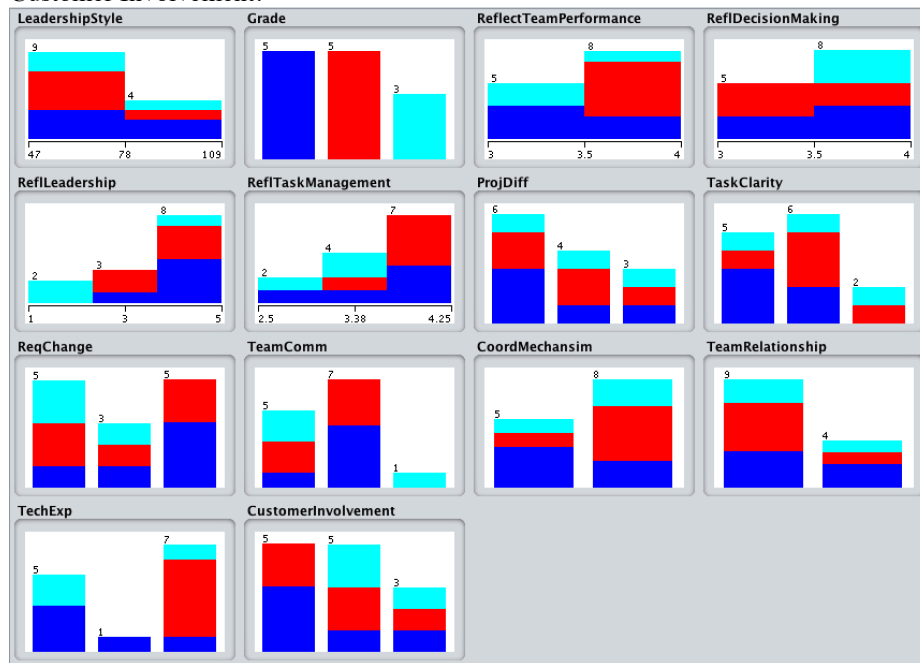 LeadershipStyle Grade ReflectTeamPerformance ReflDecisionMaking
9 4 5 5 3 5 8 5 8
47 78 109 3 3.5 4 3 3.5 4
ReflLeadership ReflTaskManagement ProjDiff TaskClarity
2 3 8 2 4 7 6 4 3 5 6 2
1 3 5 2.5 3.38 4.25
ReqChange TeamComm CoordMechansim TeamRelationship
5 3 5 5 7 1 5 8 9 4
TechExp CustomerInvolvement
5 1 7 5 5 3